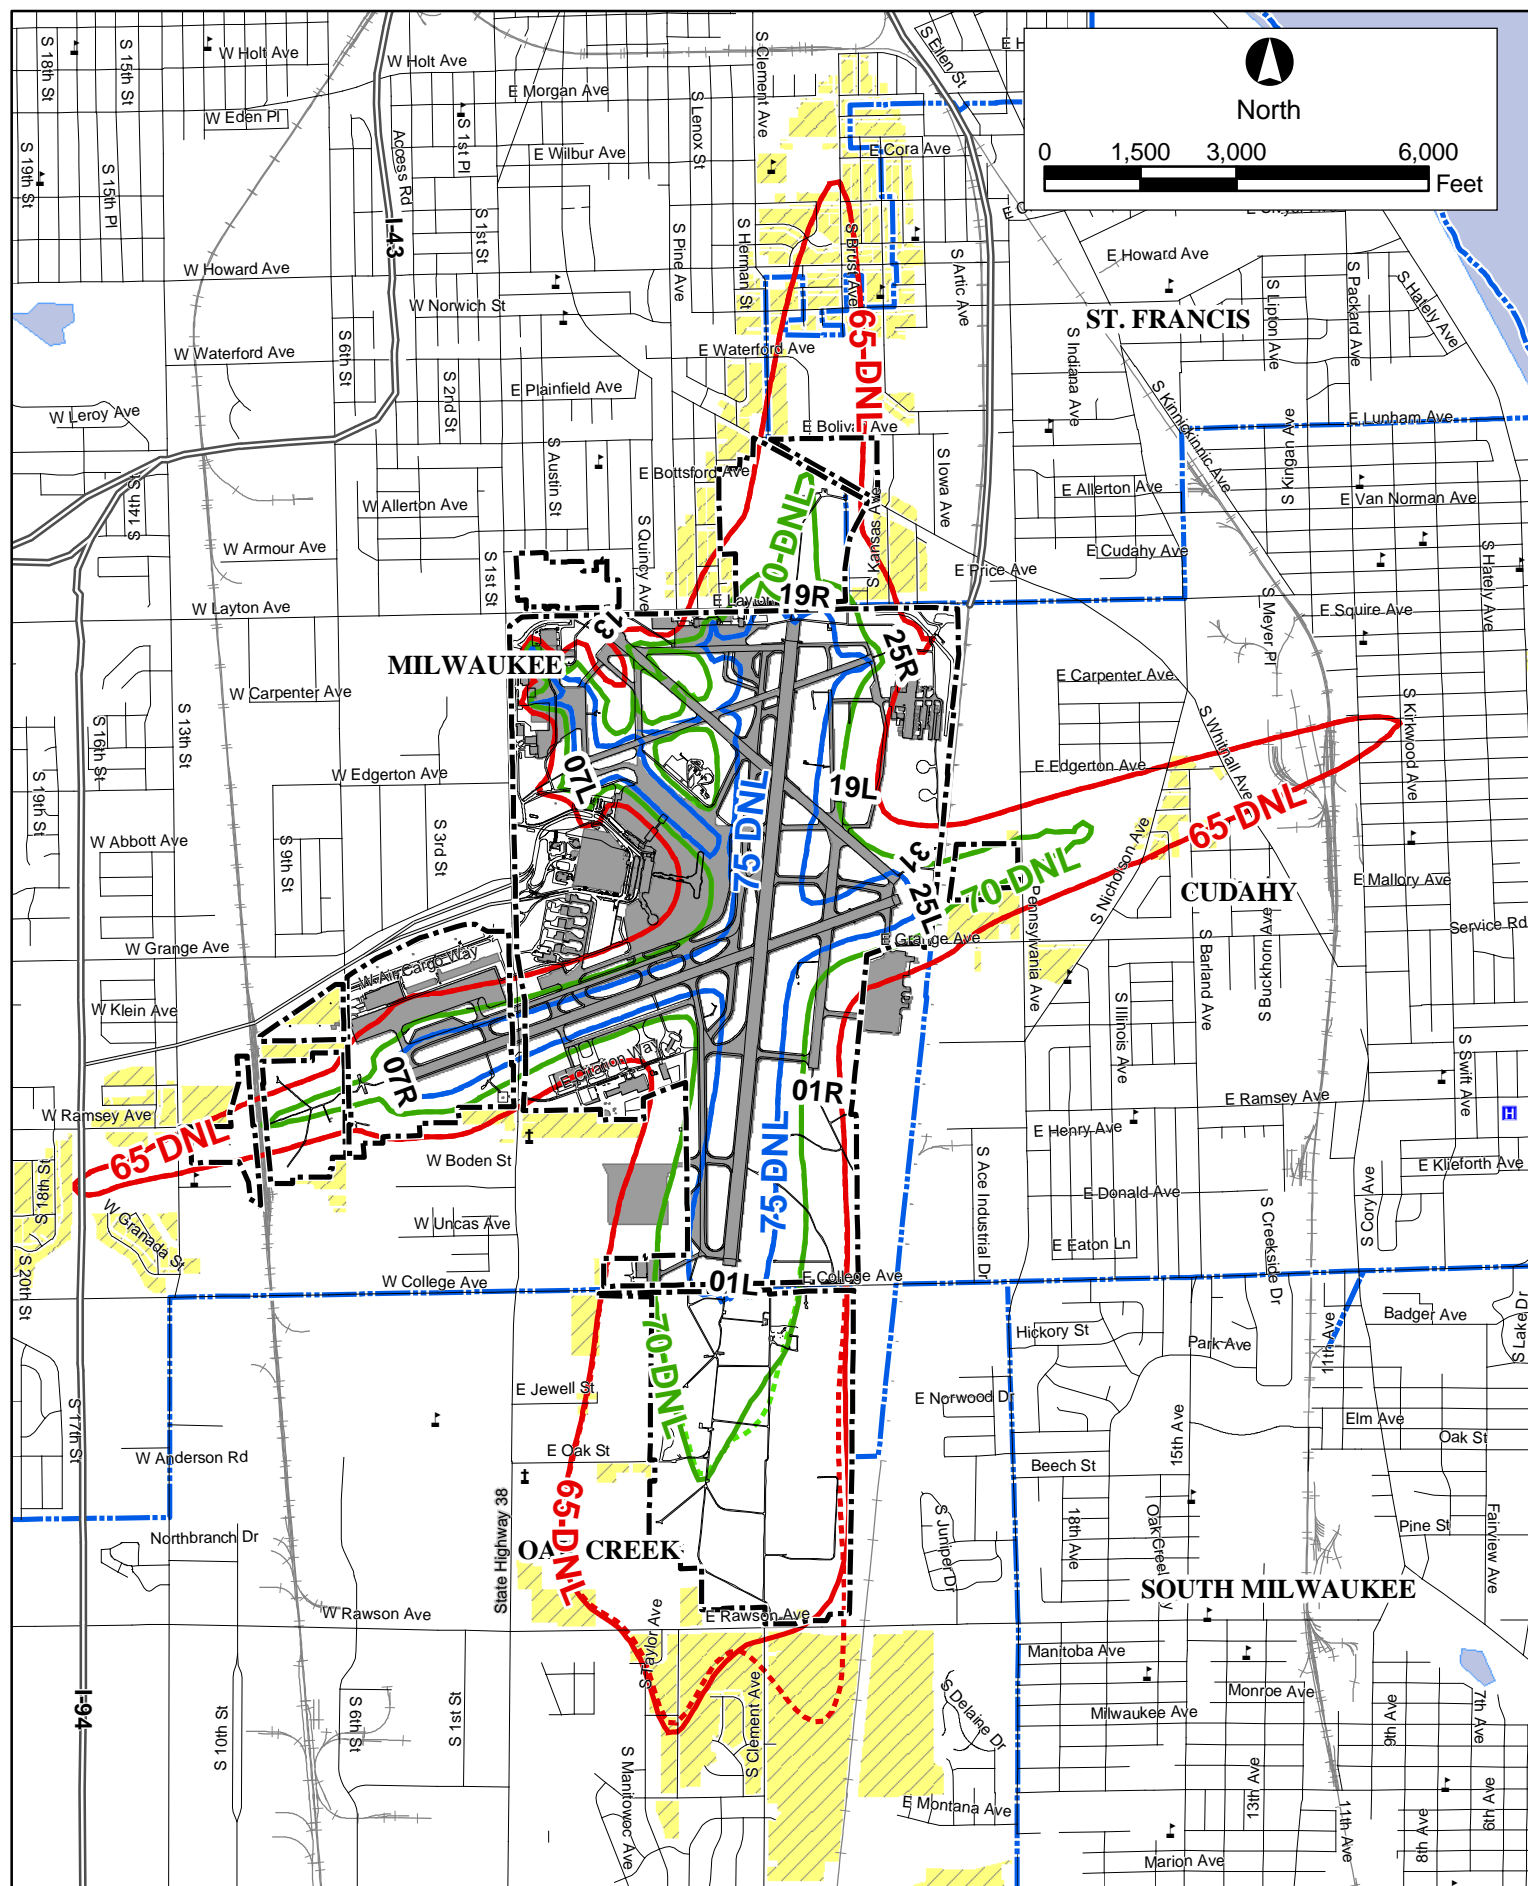 W Holt Ave
W Holt Ave
S 18th St
S 15th St
S Clement Ave
S Ellen St
North
0
1,500
3,000
6,000
Feet
E Morgan Ave
W Eden Pl
S Lenox St
S 1st Pl
Access Rd
E Wilbur Ave
E Cora Ave
S 19th St
S 15th Pl
I-43
S 1st St
S Pine Ave
S Herman St
S Brust Ave
S Artic Ave
E Howard Ave
W Howard Ave
S Lipton Ave
S Packard Ave
S Hately Ave
W Norwich St
ST. FRANCIS
65-DNL
W Waterford Ave
S 6th St
E Waterford Ave
S Indiana Ave
E Plainfield Ave
S 2nd St
S Kinnickinnic Ave
W Leroy Ave
E Lunham Ave
E Bolivar Ave
S Austin St
E Bottsford Ave
S Iowa Ave
S Kingan Ave
E Allerton Ave
E Van Norman Ave
S 14th St
W Allerton Ave
70-DNL
S Kansas Ave
S Quincy Ave
W Armour Ave
E Cudahy Ave
S 1st St
E Price Ave
S Hately Ave
W Layton Ave
19R
S Meyer Pl
E Squire Ave
13
25R
MILWAUKEE
E Carpenter Ave
W Carpenter Ave
S 16th St
S 13th St
S Whitnall Ave
S Kirkwood Ave
W Edgerton Ave
07L
19L
E Edgerton Ave
S 19th St
75 DNL
65-DNL
W Abbott Ave
S 9th St
S 3rd St
31
S Nicholson Ave
70-DNL
CUDAHY
E Mallory Ave
25L
Pennsylvania Ave
W Grange Ave
E Grange Ave
S Barland Ave
S Buckhorn Ave
Service Rd
W Air Cargo Way
W Klein Ave
S Illinois Ave
S Swift Ave
E Citation Way
07R
01R
W Ramsey Ave
E Ramsey Ave
65 DNL
E Henry Ave
H
W Boden St
E Klieforth Ave
S 18th St
75-DNL
S Ace Industrial Dr
E Donald Ave
W Granada St
W Uncas Ave
S Creekside Dr
S Cory Ave
E Eaton Ln
S 20th St
W College Ave
01L
E College Ave
Badger Ave
S Lake Dr
Hickory St
Park Ave
11th Ave
70-DNL
E Jewell St
E Norwood Dr
S 17th St
15th Ave
Elm Ave
Oak St
W Anderson Rd
E Oak St
Beech St
State Highway 38
65-DNL
Northbranch Dr
S Juniper Dr
18th Ave
Pine St
Fairview Ave
CREEK
SOUTH MILWAUKEE
W Rawson Ave
E Rawson Ave
S Taylor Ave
Manitoba Ave
S Clement Ave
S Delaine Dr
Monroe Ave
Milwaukee Ave
9th Ave
7th Ave
I-94
S 10th St
S 6th St
S 1st St
S Manitowoc Ave
13th Ave
E Montana Ave
11th Ave
8th Ave
6th Ave
Marion Ave